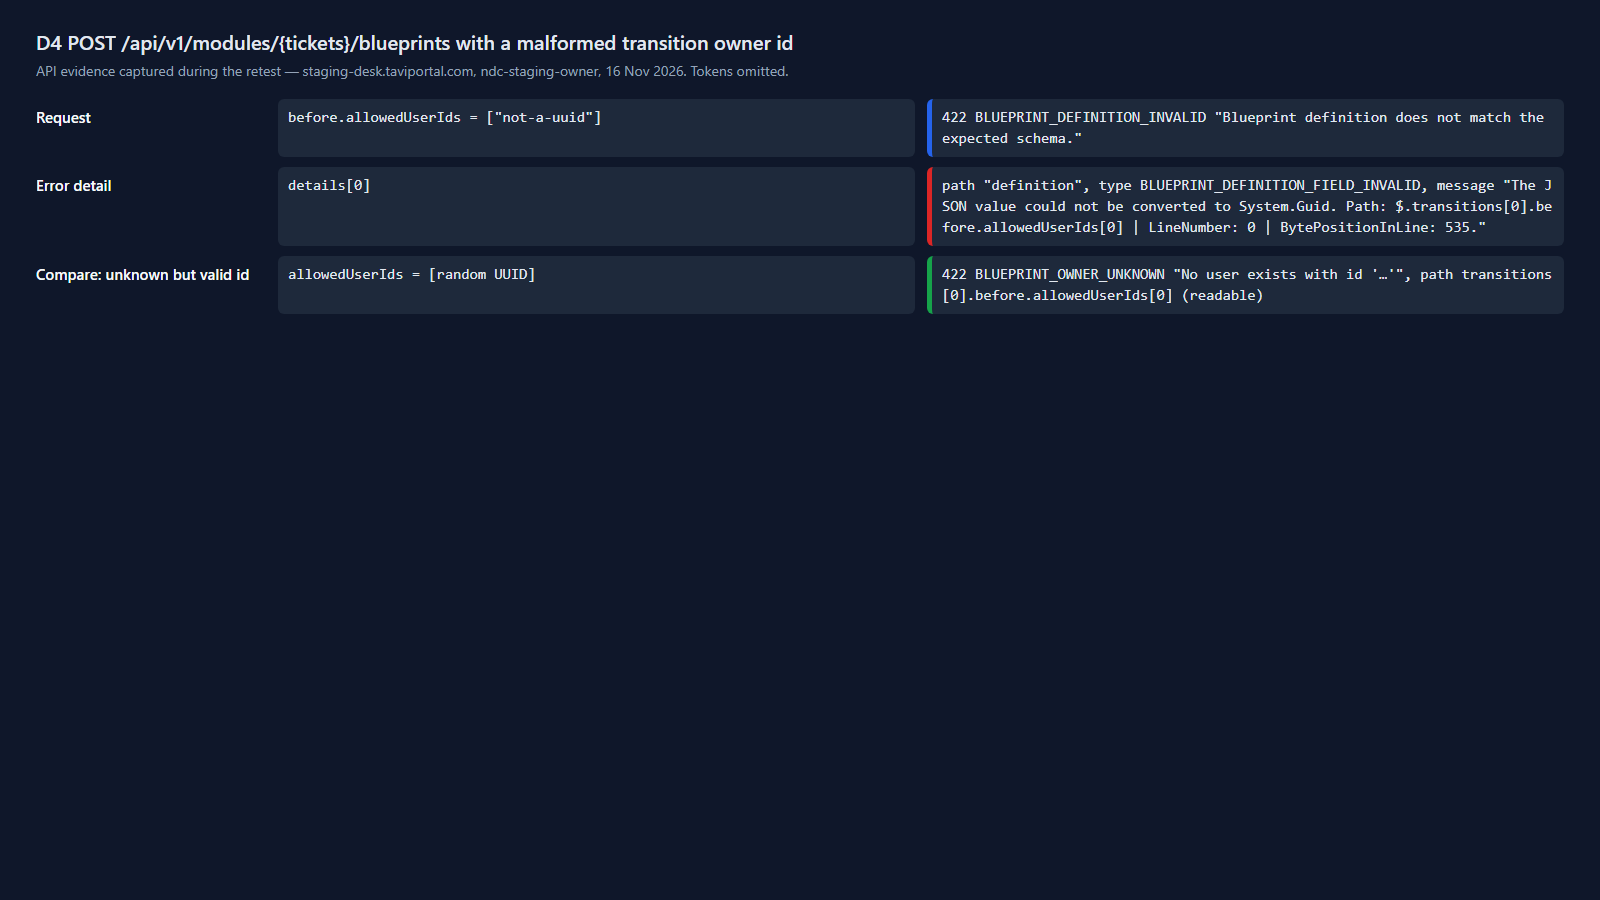 D4 POST /api/v1/modules/{tickets}/blueprints with a malformed transition owner id
API evidence captured during the retest — staging-desk.taviportal.com, ndc-staging-owner, 16 Nov 2026. Tokens omitted.
Request
before.allowedUserIds = ["not-a-uuid"]
422 BLUEPRINT_DEFINITION_INVALID "Blueprint definition does not match the
expected schema."
Error detail
details[0]
path "definition", type BLUEPRINT_DEFINITION_FIELD_INVALID, message "The J
SON value could not be converted to System.Guid. Path: $.transitions[0].be
fore.allowedUserIds[0] | LineNumber: 0 | BytePositionInLine: 535."
Compare: unknown but valid id
allowedUserIds = [random UUID]
422 BLUEPRINT_OWNER_UNKNOWN "No user exists with id '…'", path transitions
[0].before.allowedUserIds[0] (readable)